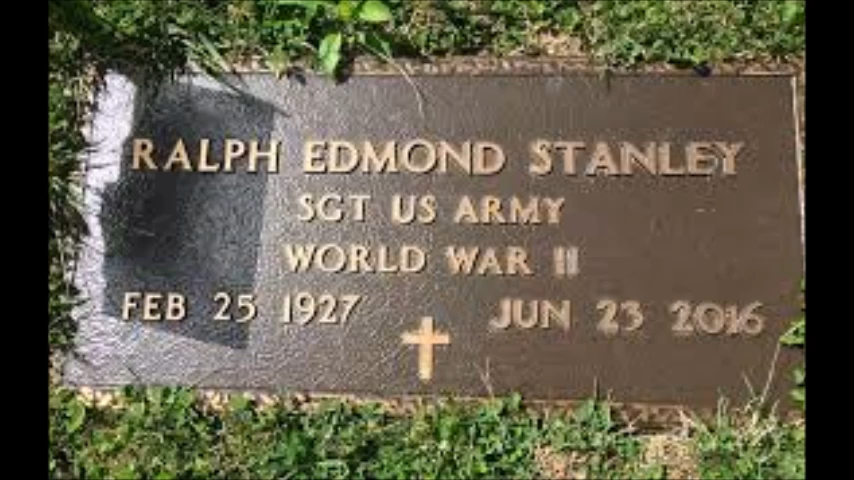 RALPH EDMOND STANLEY
SGT US ARMY
WORLD WAR II
FEB 25 1927 JUN 23 2016